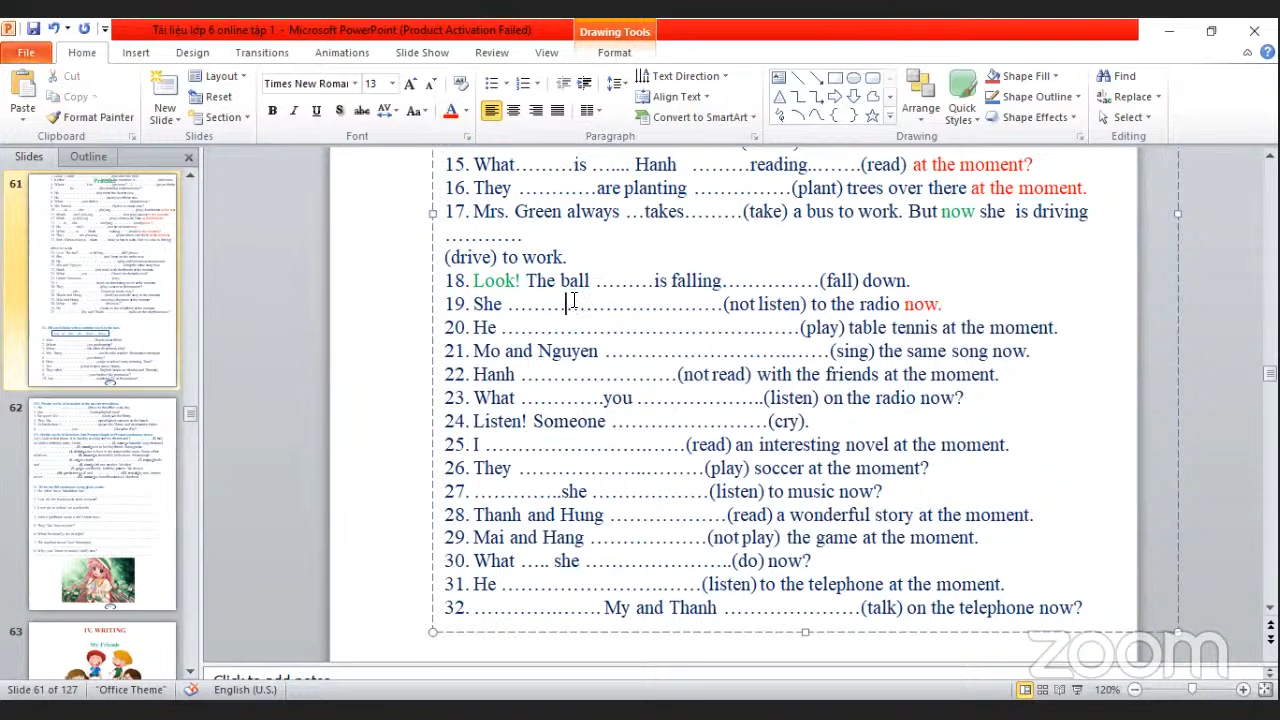 Tài liệu lớp 6 online tập 1 - Microsoft PowerPoint (Product Activation Failed)
Drawing Tools
File Home Insert Design Transitions Animations Slide Show Review View Format
Paste
Cut
Copy
Format Painter
Clipboard
New Slide
Layout
Reset
Section
Slides
Times New Roman 13
Font
Paragraph
Text Direction
Align Text
Convert to SmartArt
Arrange
Quick Styles
Shape Fill
Shape Outline
Shape Effects
Drawing
Find
Replace
Select
Editing
Slides Outline
61
62
63
IV. WRITING
My Friends
15. What ……… is….. Hanh ………… reading………(read) at the moment?
16. They ……………are planting ……………(plant) trees over there at the moment.
17. Mrs Green always …takes………(take) a bus to work. But now she is driving
…………
(drive) to work.
18. Look! The ball ………is falling…………(fall) down.
19. She ……………………………(not listen) to the radio now.
20. He ……………………………………(play) table tennis at the moment.
21. Ho and Nguyen ……………………………(sing) the same song now.
22. Hanh ……………………(not read) with the friends at the moment.
23. What ……………you ………………(listen) on the radio now?
24. Listen! Someone ……………………(cry).
25. I …………………………(read) an interesting novel at the moment.
26. They …………………………(play) soccer at the moment?
27. ……………she ………………(listen) to music now?
28. Thanh and Hung ………………(read) a wonderful story at the moment.
29. Mai and Hang ………………(not play) the game at the moment.
30. What ….. she …………………..(do) now?
31. He …………………………(listen) to the telephone at the moment.
32. ………………… My and Thanh …………………(talk) on the telephone now?
zoom
Click to add notes
Slide 61 of 127 "Office Theme" English (U.S.) 120%